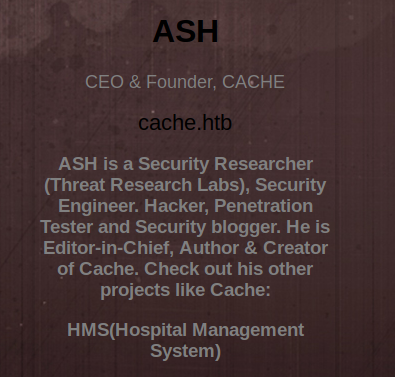 ASH
CEO & Founder, CACHE
cache.htb
ASH is a Security Researcher
(Threat Research Labs), Security
Engineer. Hacker, Penetration
Tester and Security blogger. He is
Editor-in-Chief, Author & Creator
of Cache. Check out his other
projects like Cache:
HMS(Hospital Management
System)